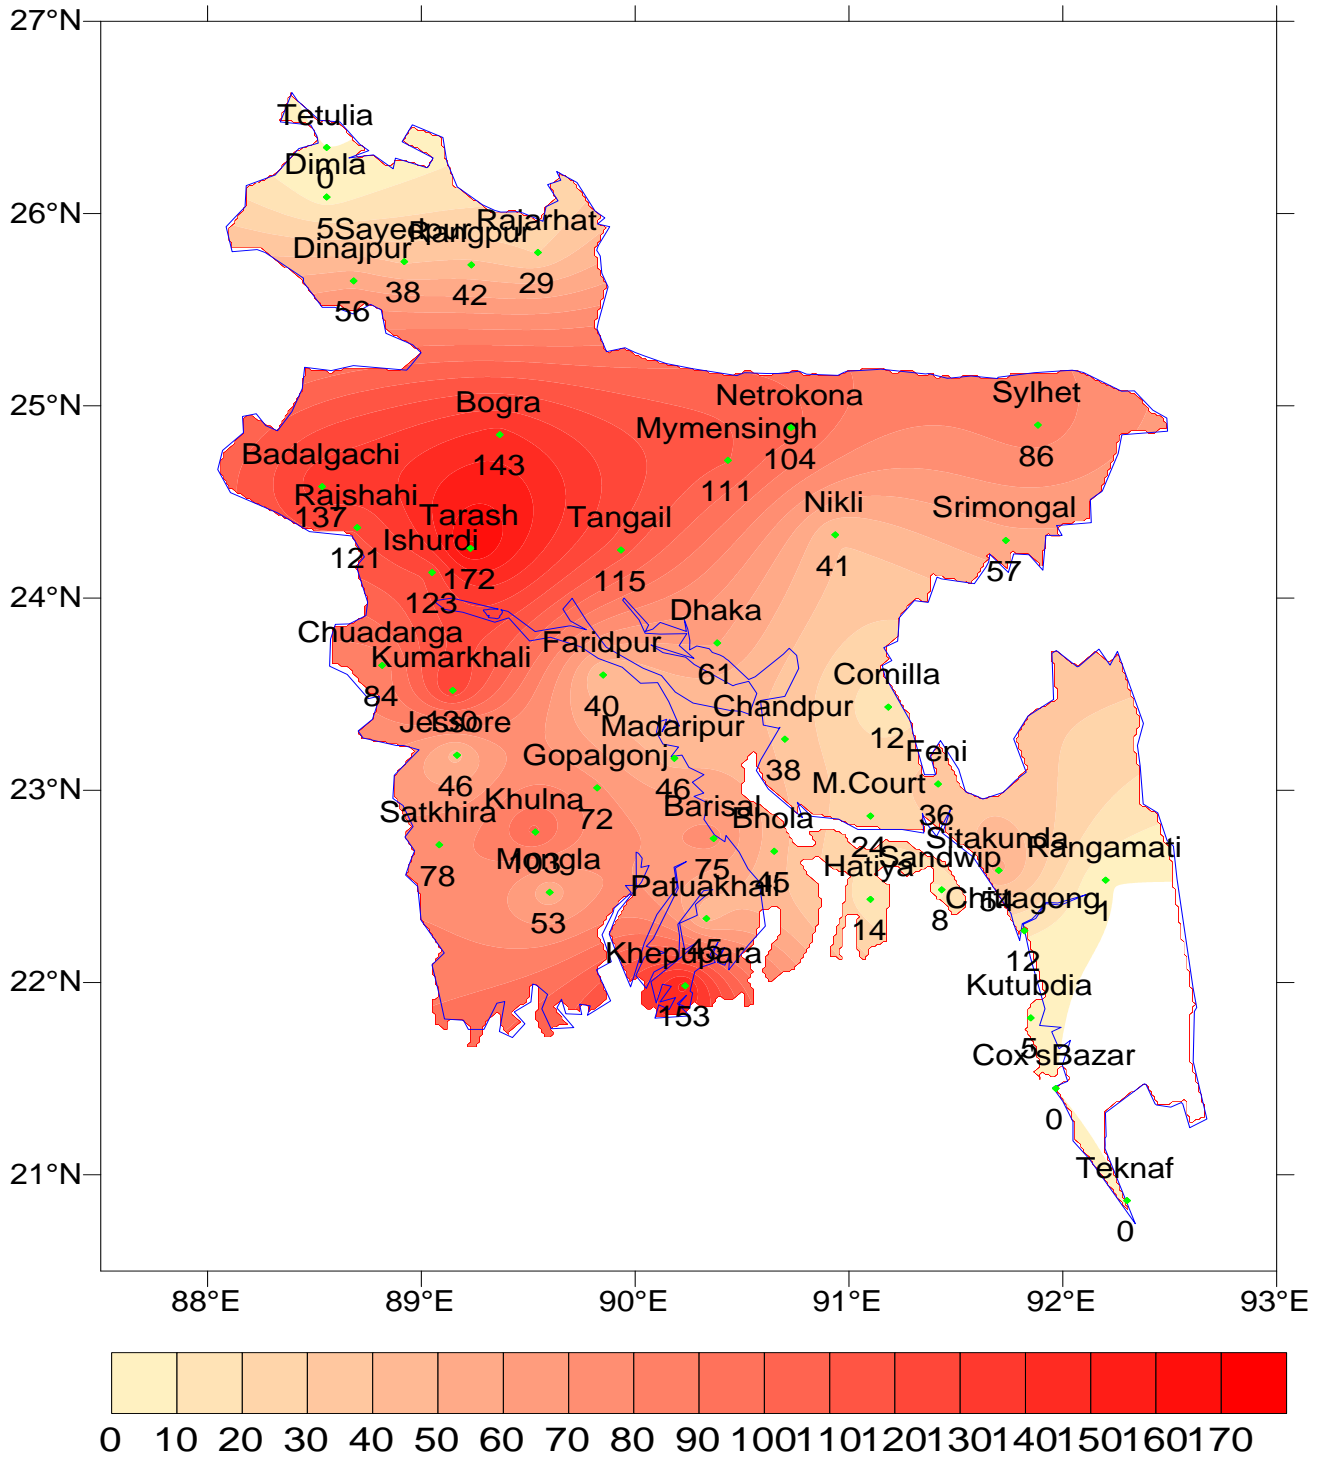 27°N
Tetulia
Dimla
0
26°N
5
Sayedpur
Rangpur
Rajarhat
Dinajpur
38
42
29
56
25°N
Bogra
Netrokona
Sylhet
Mymensingh
Badalgachi
143
104
86
Rajshahi
111
Nikli
Srimongal
137
Tarash
Tangail
Ishurdi
121
172
115
41
57
24°N
123
Dhaka
Chuadanga
Faridpur
Kumarkhali
61
Comilla
84
40
Chandpur
130
Jessore
Madaripur
12
Feni
Gopalgonj
38
M.Court
23°N
46
46
Khulna
72
Barisal
36
Satkhira
Bhola
Sitakunda
24
Rangamati
Mongla
103
Sandwip
78
75
Hatiya
45
Patuakhali
54
Chittagong
1
53
14
8
45
Khepupara
12
22°N
Kutubdia
153
5
Cox'sBazar
0
21°N
Teknaf
0
88°E 89°E 90°E 91°E 92°E 93°E
0 10 20 30 40 50 60 70 80 90 100 110 120 130 140 150 160 170